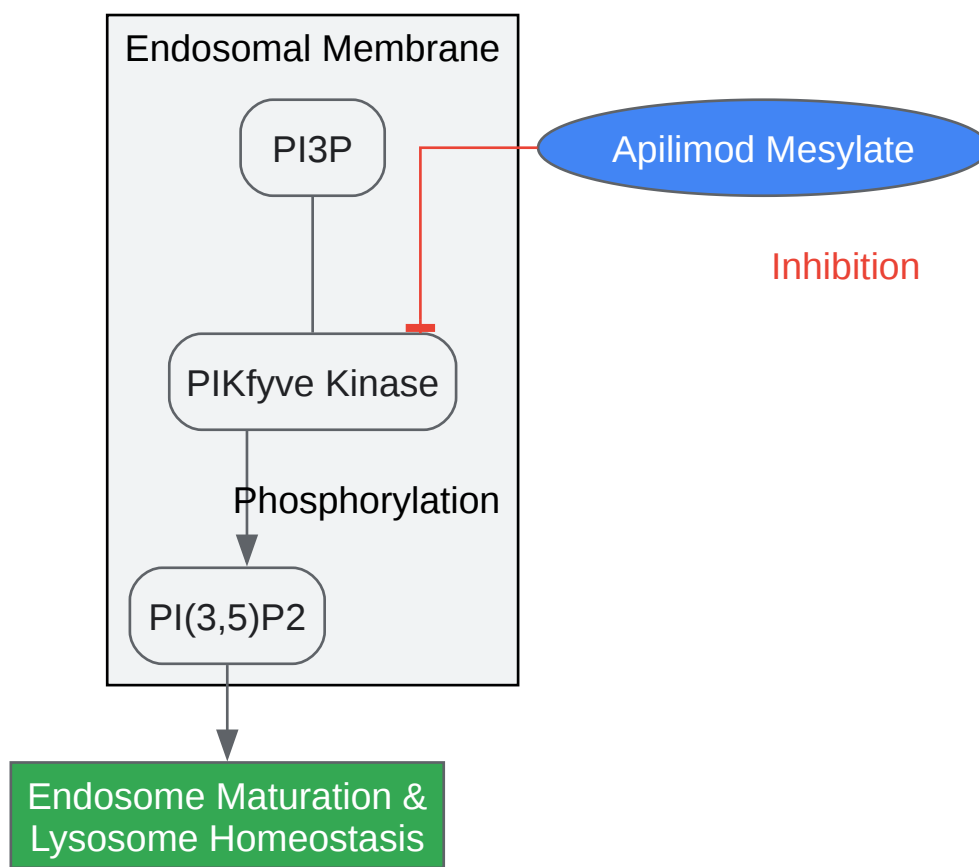 Endosomal Membrane
PI3P
Apilimod Mesylate
Inhibition
PIKfyve Kinase
Phosphorylation
PI(3,5)P2
Endosome Maturation &
Lysosome Homeostasis